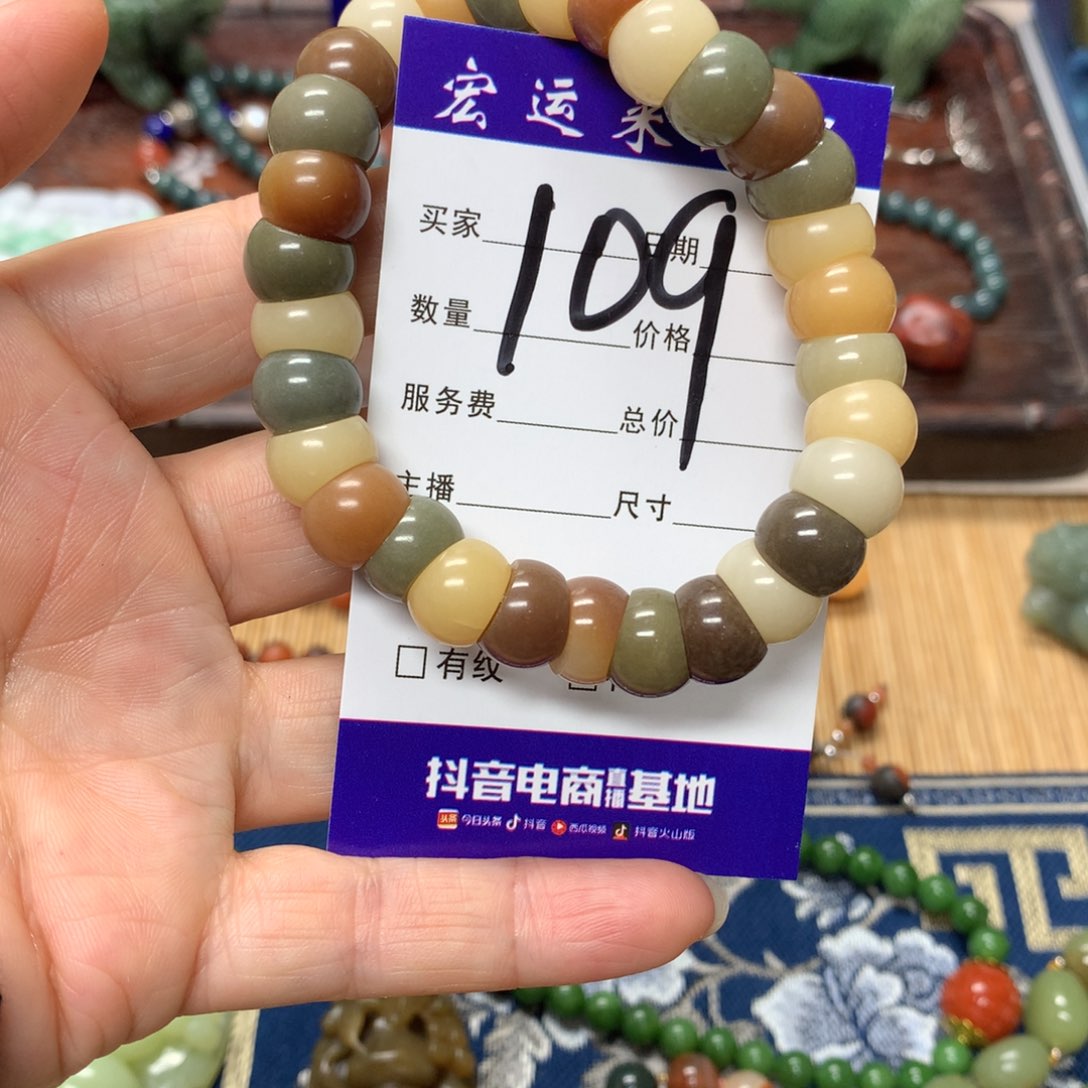 宏运来
109
买家 日期
数量 价格
服务费 总价
主播 尺寸
有纹
抖音电商直播基地
头条 今日头条 抖音 西瓜视频 抖音火山版